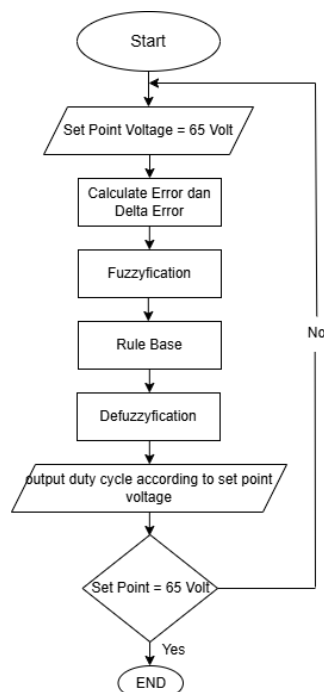 Start
Set Point Voltage = 65 Volt
Calculate Error dan
Delta Error
Fuzzyfication
Rule Base
No
Defuzzyfication
output duty cycle according to set point
voltage
Set Point = 65 Volt
Yes
END